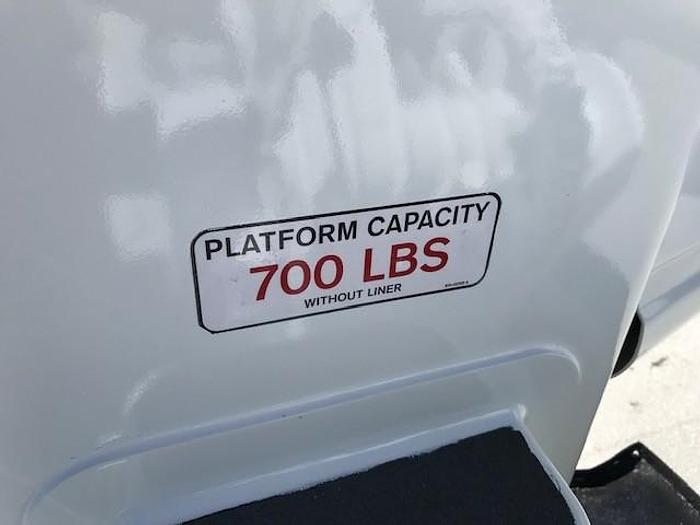 PLATFORM CAPACITY
700 LBS
WITHOUT LINER